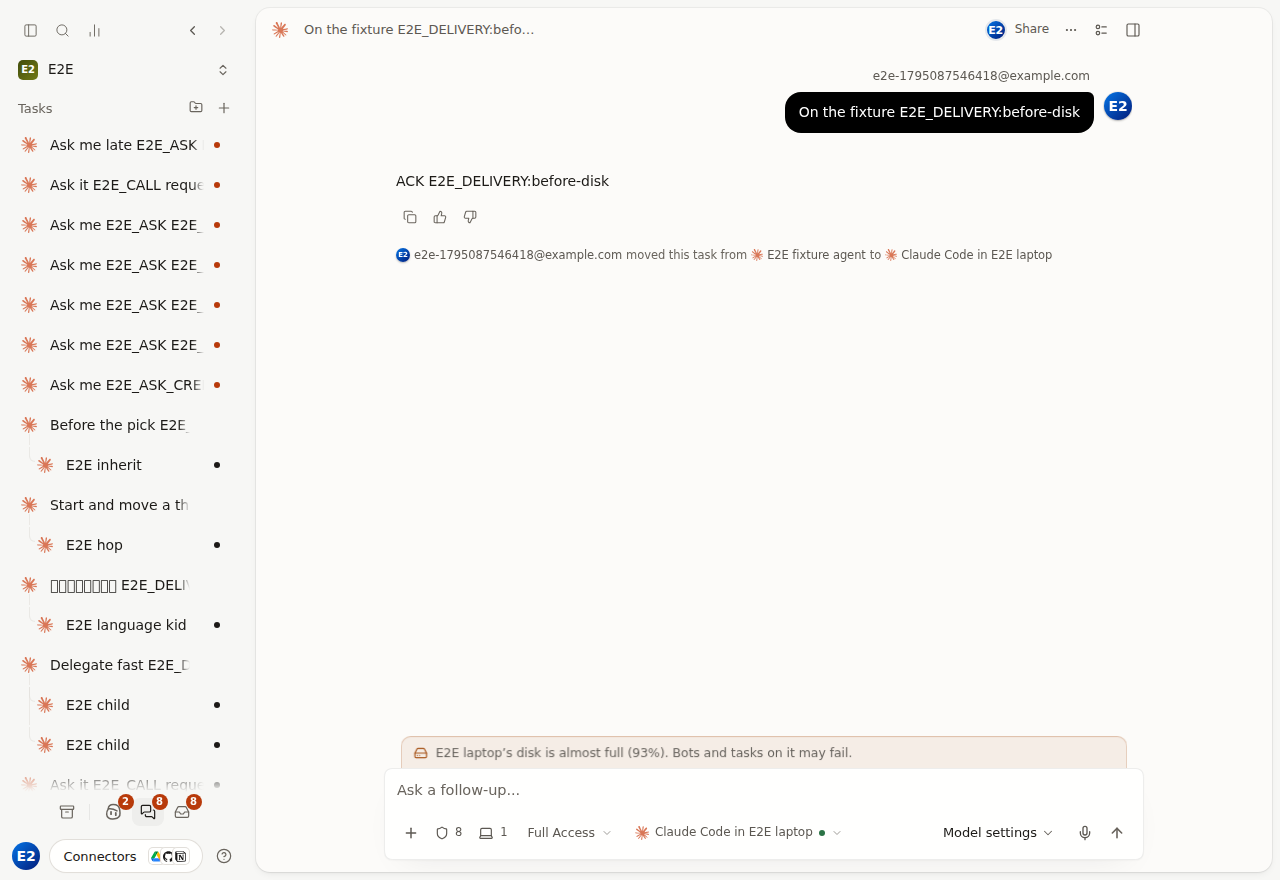 On the fixture E2E_DELIVERY:befo...
E2 Share
E2 E2E
Tasks
Ask me late E2E_ASK
Ask it E2E_CALL reque
Ask me E2E_ASK E2E_
Ask me E2E_ASK E2E_
Ask me E2E_ASK E2E_
Ask me E2E_ASK E2E_
Ask me E2E_ASK_CRE
Before the pick E2E_
E2E inherit
Start and move a th
E2E hop
E2E_DELIV
E2E language kid
Delegate fast E2E_D
E2E child
E2E child
Ask it E2E_CALL reque
2 8 8
E2 Connectors
e2e-1795087546418@example.com
On the fixture E2E_DELIVERY:before-disk
E2
ACK E2E_DELIVERY:before-disk
E2 e2e-1795087546418@example.com moved this task from E2E fixture agent to Claude Code in E2E laptop
E2E laptop’s disk is almost full (93%). Bots and tasks on it may fail.
Ask a follow-up...
8 1 Full Access Claude Code in E2E laptop Model settings